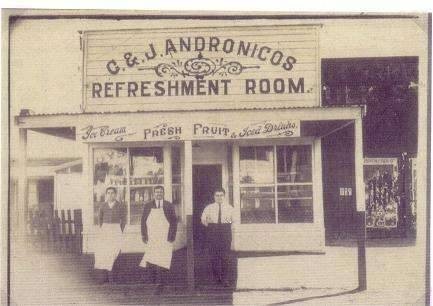 C. & J. ANDRONICOS
REFRESHMENT ROOM.
Ice Cream FRESH FRUIT & Iced Drinks.